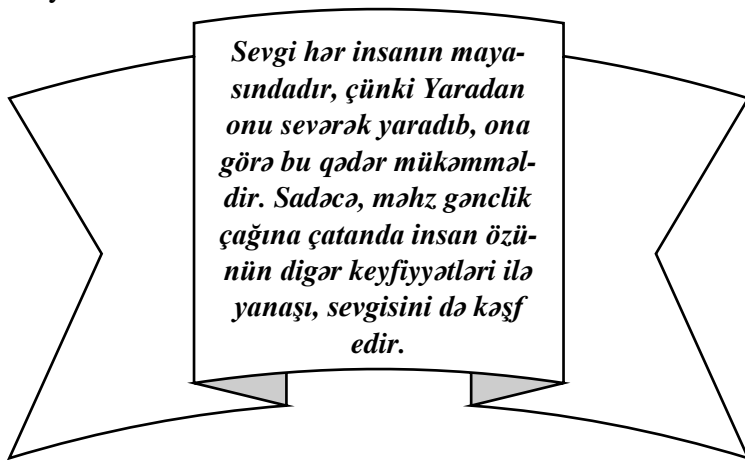 Sevgi hər insanın maya-
sındadır, çünki Yaradan
onu sevərək yaradıb, ona
görə bu qədər mükəmməl-
dir. Sadəcə, məhz gənclik
çağına çatanda insan özü-
nün digər keyfiyyətləri ilə
yanaşı, sevgisini də kəşf
edir.